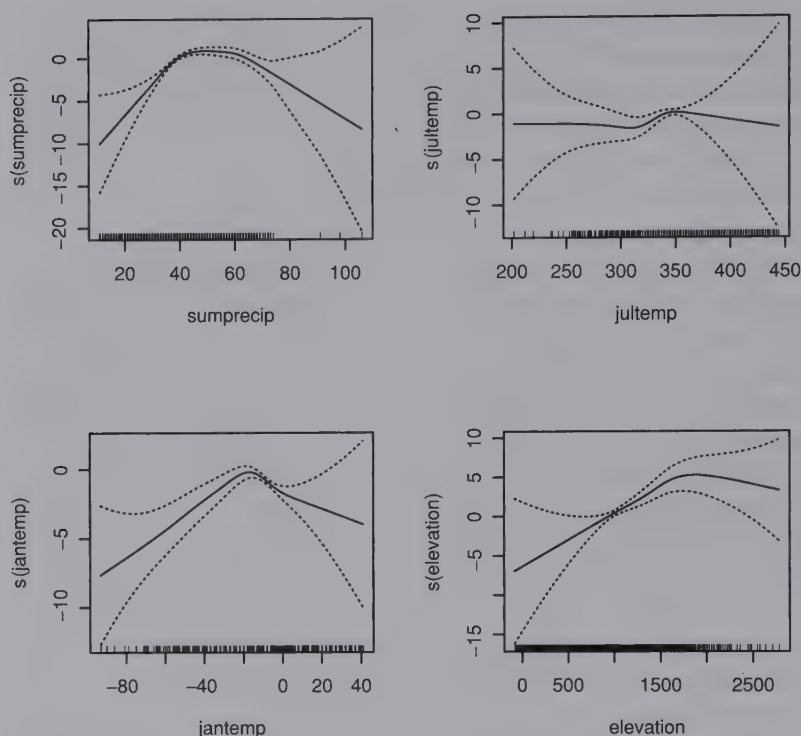 s(sumprecip)
0
−5
−10
−15
−20
20 40 60 80 100
sumprecip
s(jultemp)
10
5
0
−5
−10
200 250 300 350 400 450
jultemp
s(jantemp)
0
−5
−10
−80 −40 0 20 40
jantemp
s(elevation)
10
5
0
−5
−15
0 500 1500 2500
elevation